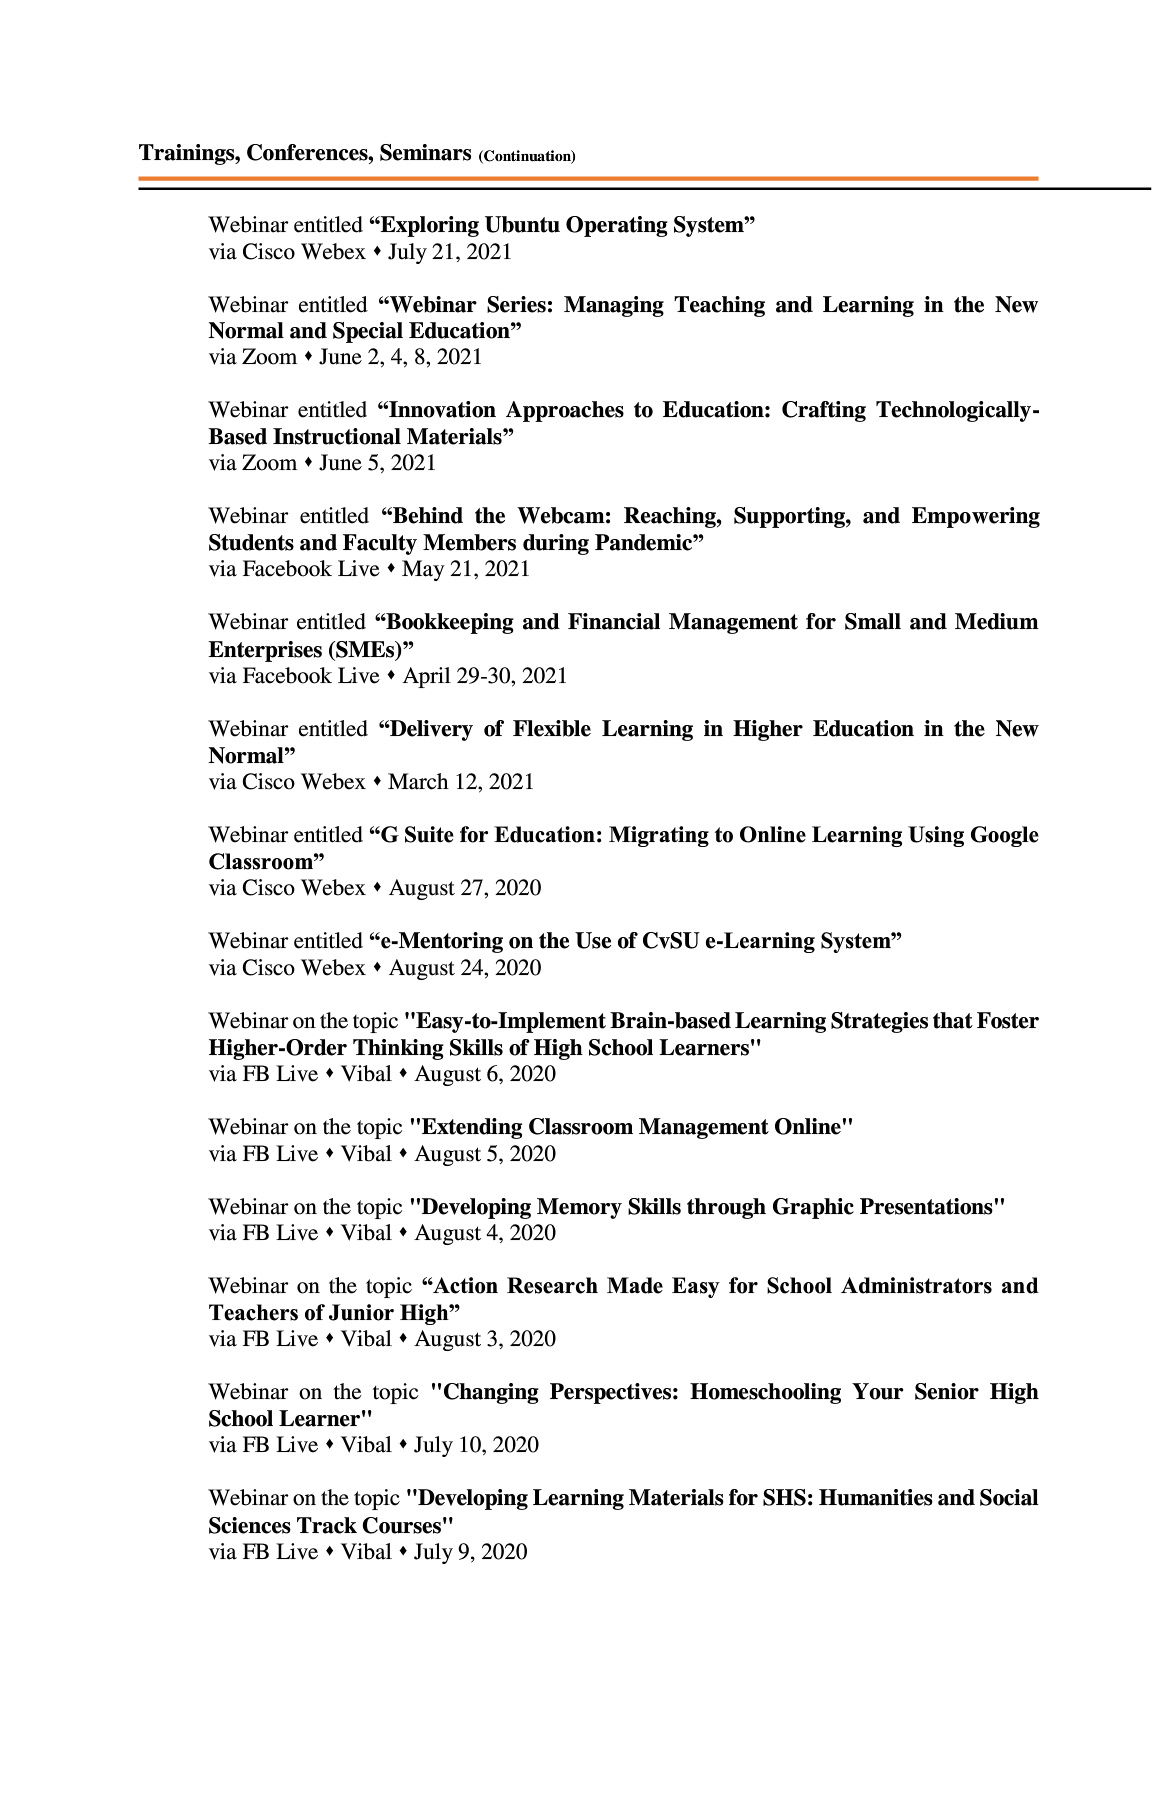 Trainings, Conferences, Seminars (Continuation)
Webinar entitled “Exploring Ubuntu Operating System”
via Cisco Webex ♦ July 21, 2021
Webinar entitled “Webinar Series: Managing Teaching and Learning in the New
Normal and Special Education”
via Zoom ♦ June 2, 4, 8, 2021
Webinar entitled “Innovation Approaches to Education: Crafting Technologically-
Based Instructional Materials”
via Zoom ♦ June 5, 2021
Webinar entitled “Behind the Webcam: Reaching, Supporting, and Empowering
Students and Faculty Members during Pandemic”
via Facebook Live ♦ May 21, 2021
Webinar entitled “Bookkeeping and Financial Management for Small and Medium
Enterprises (SMEs)”
via Facebook Live ♦ April 29-30, 2021
Webinar entitled “Delivery of Flexible Learning in Higher Education in the New
Normal”
via Cisco Webex ♦ March 12, 2021
Webinar entitled “G Suite for Education: Migrating to Online Learning Using Google
Classroom”
via Cisco Webex ♦ August 27, 2020
Webinar entitled “e-Mentoring on the Use of CvSU e-Learning System”
via Cisco Webex ♦ August 24, 2020
Webinar on the topic "Easy-to-Implement Brain-based Learning Strategies that Foster
Higher-Order Thinking Skills of High School Learners"
via FB Live ♦ Vibal ♦ August 6, 2020
Webinar on the topic "Extending Classroom Management Online"
via FB Live ♦ Vibal ♦ August 5, 2020
Webinar on the topic "Developing Memory Skills through Graphic Presentations"
via FB Live ♦ Vibal ♦ August 4, 2020
Webinar on the topic “Action Research Made Easy for School Administrators and
Teachers of Junior High”
via FB Live ♦ Vibal ♦ August 3, 2020
Webinar on the topic "Changing Perspectives: Homeschooling Your Senior High
School Learner"
via FB Live ♦ Vibal ♦ July 10, 2020
Webinar on the topic "Developing Learning Materials for SHS: Humanities and Social
Sciences Track Courses"
via FB Live ♦ Vibal ♦ July 9, 2020